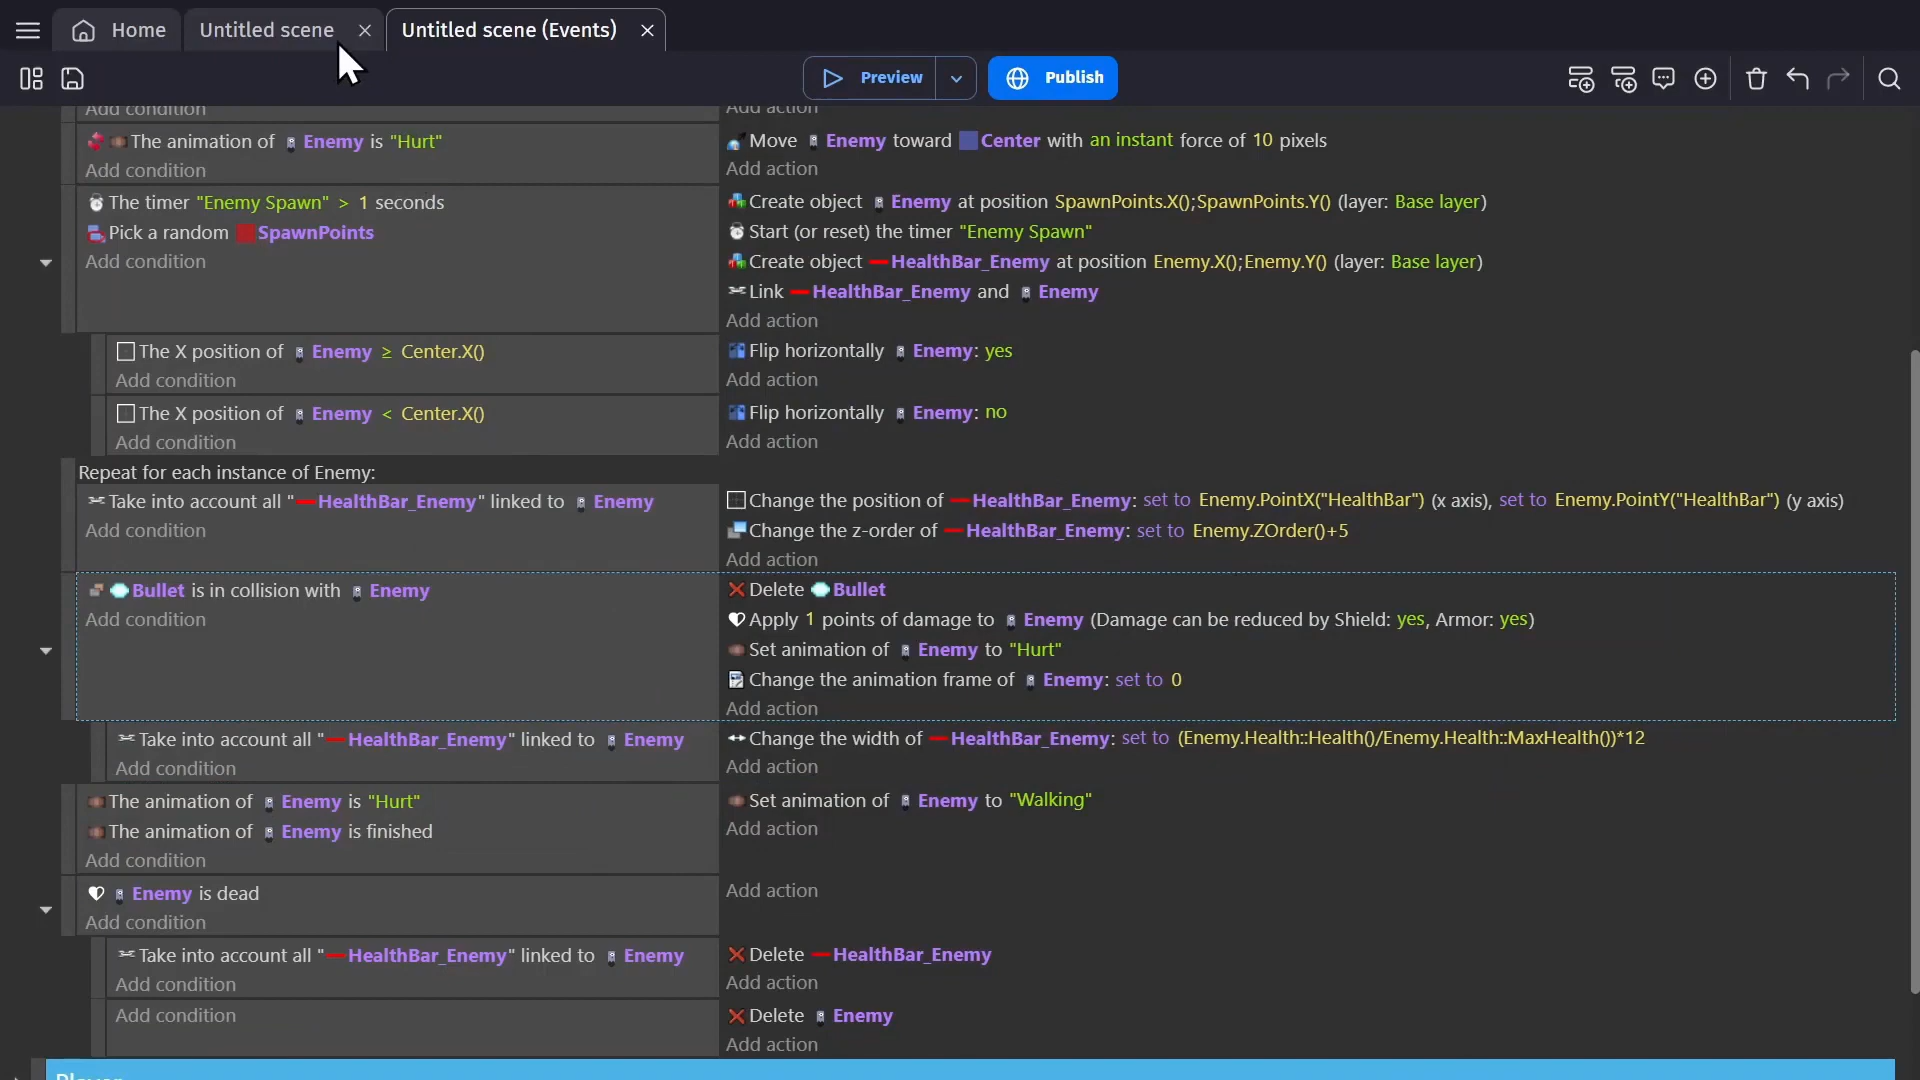 Home
Untitled scene
Untitled scene (Events)
Preview
Publish
Add condition
Add action
The animation of Enemy is "Hurt"
Add condition
Move Enemy toward Center with an instant force of 10 pixels
Add action
The timer "Enemy Spawn" > 1 seconds
Pick a random SpawnPoints
Add condition
Create object Enemy at position SpawnPoints.X();SpawnPoints.Y() (layer: Base layer)
Start (or reset) the timer "Enemy Spawn"
Create object HealthBar_Enemy at position Enemy.X();Enemy.Y() (layer: Base layer)
Link HealthBar_Enemy and Enemy
Add action
The X position of Enemy ≥ Center.X()
Add condition
Flip horizontally Enemy: yes
Add action
The X position of Enemy < Center.X()
Add condition
Flip horizontally Enemy: no
Add action
Repeat for each instance of Enemy:
Take into account all "HealthBar_Enemy" linked to Enemy
Add condition
Change the position of HealthBar_Enemy: set to Enemy.PointX("HealthBar") (x axis), set to Enemy.PointY("HealthBar") (y axis)
Change the z-order of HealthBar_Enemy: set to Enemy.ZOrder()+5
Add action
Bullet is in collision with Enemy
Add condition
Delete Bullet
Apply 1 points of damage to Enemy (Damage can be reduced by Shield: yes, Armor: yes)
Set animation of Enemy to "Hurt"
Change the animation frame of Enemy: set to 0
Add action
Take into account all "HealthBar_Enemy" linked to Enemy
Add condition
Change the width of HealthBar_Enemy: set to (Enemy.Health::Health()/Enemy.Health::MaxHealth())*12
Add action
The animation of Enemy is "Hurt"
The animation of Enemy is finished
Add condition
Set animation of Enemy to "Walking"
Add action
Enemy is dead
Add condition
Add action
Take into account all "HealthBar_Enemy" linked to Enemy
Add condition
Delete HealthBar_Enemy
Add action
Add condition
Delete Enemy
Add action
Player